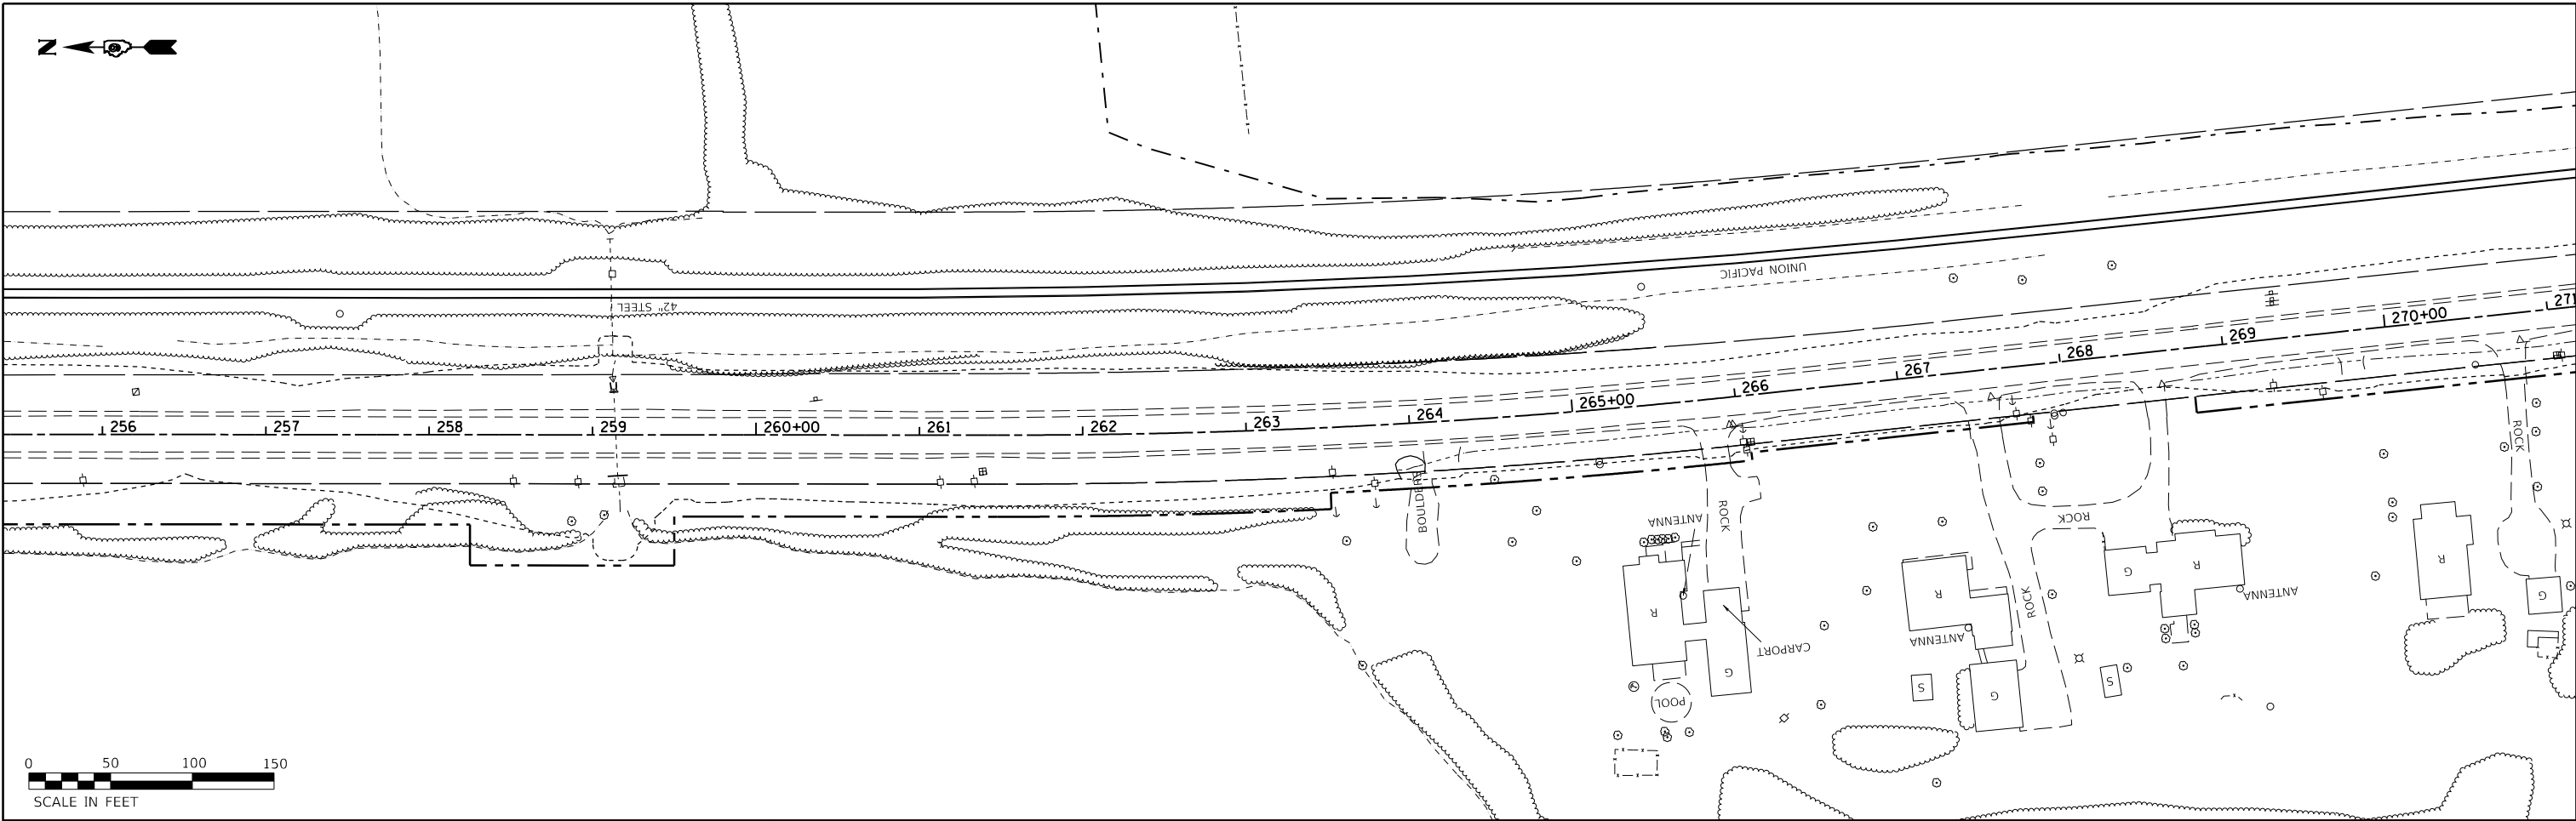 N
UNION PACIFIC
42" STEEL
256
257
258
259
260+00
261
262
263
264
265+00
266
267
268
269
270+00
271
BOULDERS
ROCK
ANTENNA
ROCK
ROCK
ROCK
R
G
CARPORT
POOL
R
ANTENNA
G
S
G
R
ANTENNA
S
R
G
0 50 100 150
SCALE IN FEET